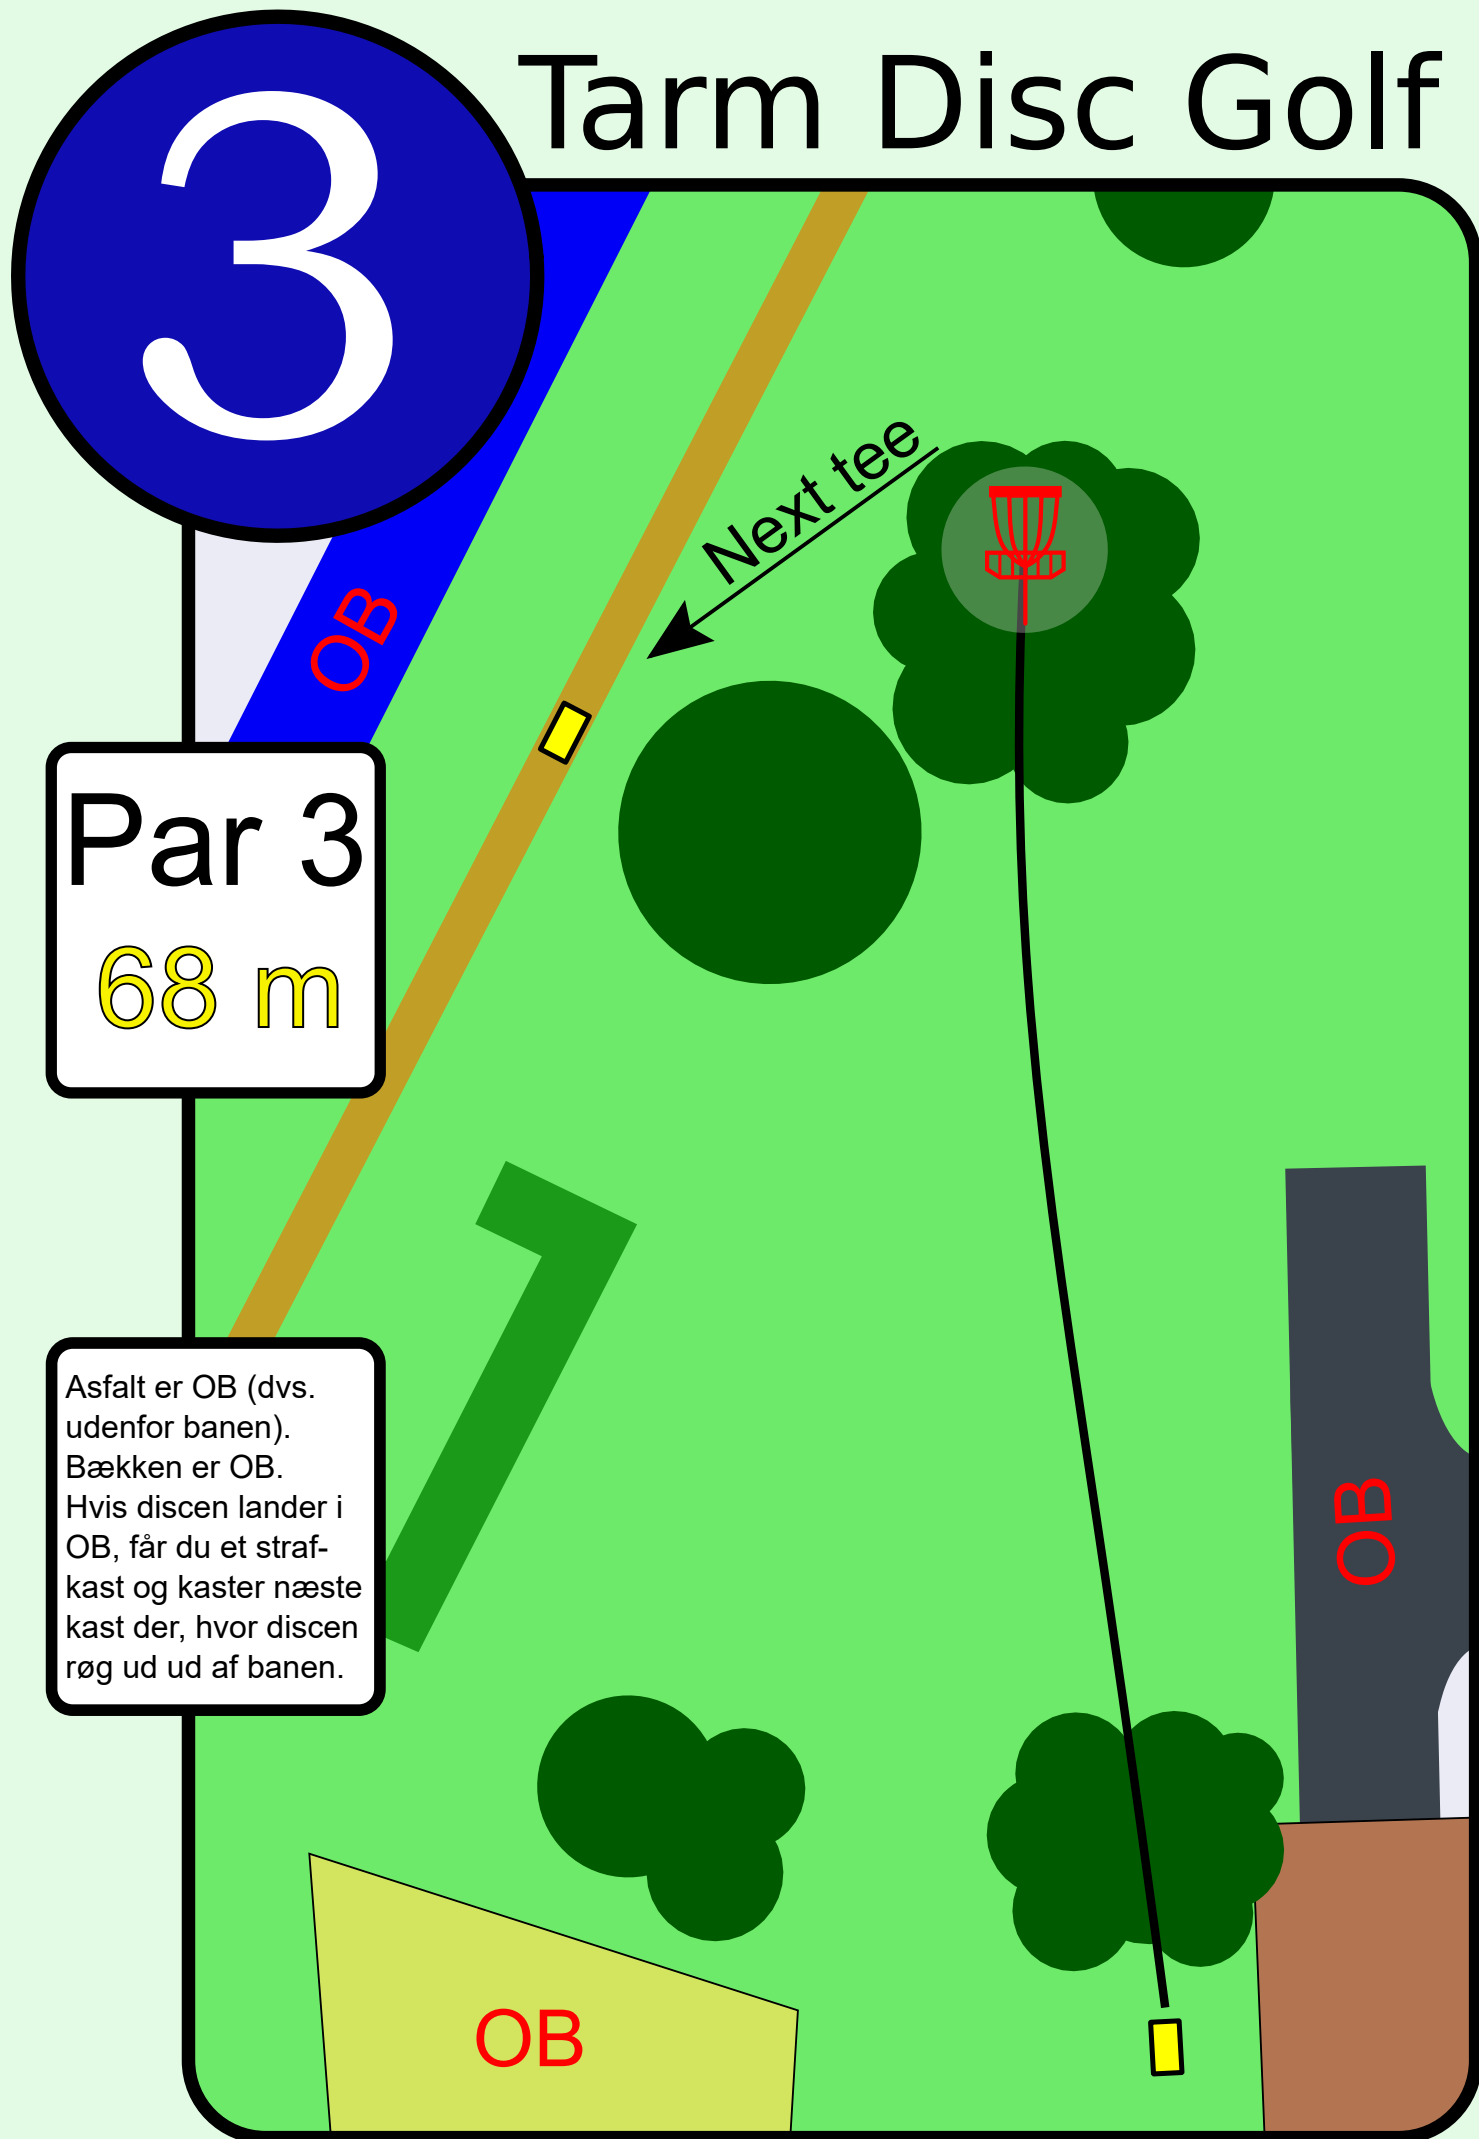 3
Tarm Disc Golf
Next tee
OB
Par 3
68 m
Asfalt er OB (dvs.
udenfor banen).
Bækken er OB.
Hvis discen lander i
OB, får du et straf-
kast og kaster næste
kast der, hvor discen
røg ud ud af banen.
OB
OB